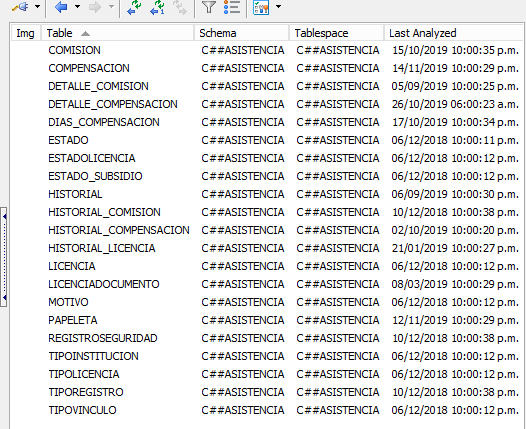 Img Table Schema Tablespace Last Analyzed
COMISION C##ASISTENCIA C##ASISTENCIA 15/10/2019 10:00:35 p.m.
COMPENSACION C##ASISTENCIA C##ASISTENCIA 14/11/2019 10:00:29 p.m.
DETALLE_COMISION C##ASISTENCIA C##ASISTENCIA 05/09/2019 10:00:25 p.m.
DETALLE_COMPENSACION C##ASISTENCIA C##ASISTENCIA 26/10/2019 06:00:23 a.m.
DIAS_COMPENSACION C##ASISTENCIA C##ASISTENCIA 17/10/2019 10:00:34 p.m.
ESTADO C##ASISTENCIA C##ASISTENCIA 06/12/2018 10:00:11 p.m.
ESTADOLICENCIA C##ASISTENCIA C##ASISTENCIA 06/12/2018 10:00:12 p.m.
ESTADO_SUBSIDIO C##ASISTENCIA C##ASISTENCIA 06/12/2018 10:00:12 p.m.
HISTORIAL C##ASISTENCIA C##ASISTENCIA 06/09/2019 10:00:30 p.m.
HISTORIAL_COMISION C##ASISTENCIA C##ASISTENCIA 10/12/2018 10:00:38 p.m.
HISTORIAL_COMPENSACION C##ASISTENCIA C##ASISTENCIA 02/10/2019 10:00:20 p.m.
HISTORIAL_LICENCIA C##ASISTENCIA C##ASISTENCIA 21/01/2019 10:00:27 p.m.
LICENCIA C##ASISTENCIA C##ASISTENCIA 06/12/2018 10:00:12 p.m.
LICENCIADOCUMENTO C##ASISTENCIA C##ASISTENCIA 08/03/2019 10:00:29 p.m.
MOTIVO C##ASISTENCIA C##ASISTENCIA 06/12/2018 10:00:12 p.m.
PAPELETA C##ASISTENCIA C##ASISTENCIA 12/11/2019 10:00:29 p.m.
REGISTROSEGURIDAD C##ASISTENCIA C##ASISTENCIA 10/12/2018 10:00:38 p.m.
TIPOINSTITUCION C##ASISTENCIA C##ASISTENCIA 06/12/2018 10:00:12 p.m.
TIPOLICENCIA C##ASISTENCIA C##ASISTENCIA 06/12/2018 10:00:12 p.m.
TIPOREGISTRO C##ASISTENCIA C##ASISTENCIA 10/12/2018 10:00:38 p.m.
TIPOVINCULO C##ASISTENCIA C##ASISTENCIA 06/12/2018 10:00:12 p.m.